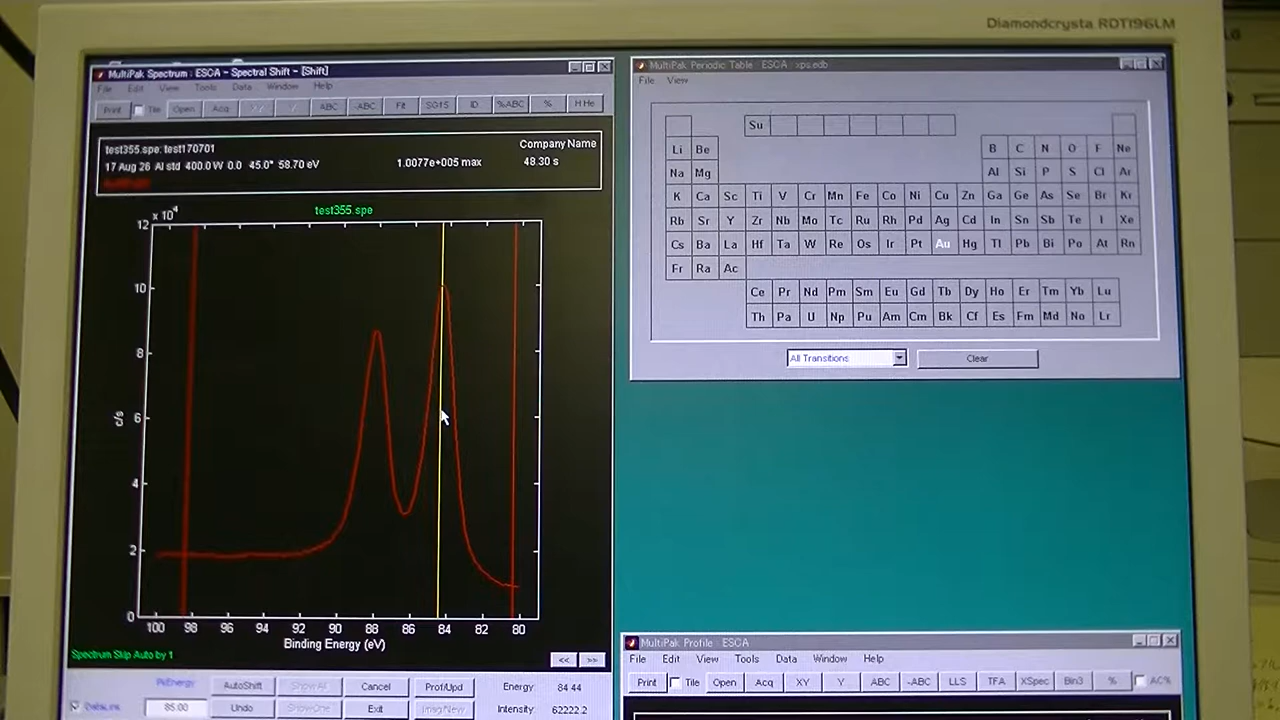 Diamondcrysta RDT196LM
MultiPak Spectrum : ESCA - Spectral Shift - [Shift]
File Edit View Tools Data Window Help
Print Tile Open Acq ABC -ABC Fit SG15 ID %ABC % H He
test355.spe: test170701 Company Name
17 Aug 26 Al std 400.0 W 0.0 45.0° 58.70 eV 1.0077e+005 max 48.30 s
test355.spe
x 10⁴
12
10
8
6
4
2
0
c/s
100 98 96 94 92 90 88 86 84 82 80
Binding Energy (eV)
Spectrum Skip Auto by 1
<< >>
AutoShift Show All Cancel Prof/Upd Energy: 84.44
85.00 Undo Show One Exit Img New Intensity: 62222.2
MultiPak Periodic Table : ESCA : xps.edb
File View
Su
Li Be B C N O F Ne
Na Mg Al Si P S Cl Ar
K Ca Sc Ti V Cr Mn Fe Co Ni Cu Zn Ga Ge As Se Br Kr
Rb Sr Y Zr Nb Mo Tc Ru Rh Pd Ag Cd In Sn Sb Te I Xe
Cs Ba La Hf Ta W Re Os Ir Pt Au Hg Tl Pb Bi Po At Rn
Fr Ra Ac
Ce Pr Nd Pm Sm Eu Gd Tb Dy Ho Er Tm Yb Lu
Th Pa U Np Pu Am Cm Bk Cf Es Fm Md No Lr
All Transitions Clear
MultiPak Profile : ESCA
File Edit View Tools Data Window Help
Print Tile Open Acq XY Y ABC -ABC LLS TFA XSpec Bin3 % AC%